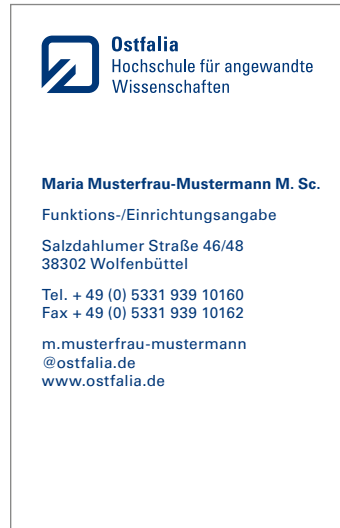 Ostfalia
Hochschule für angewandte
Wissenschaften
Maria Musterfrau-Mustermann M. Sc.
Funktions-/Einrichtungsangabe
Salzdahlumer Straße 46/48
38302 Wolfenbüttel
Tel. + 49 (0) 5331 939 10160
Fax + 49 (0) 5331 939 10162
m.musterfrau-mustermann
@ostfalia.de
www.ostfalia.de